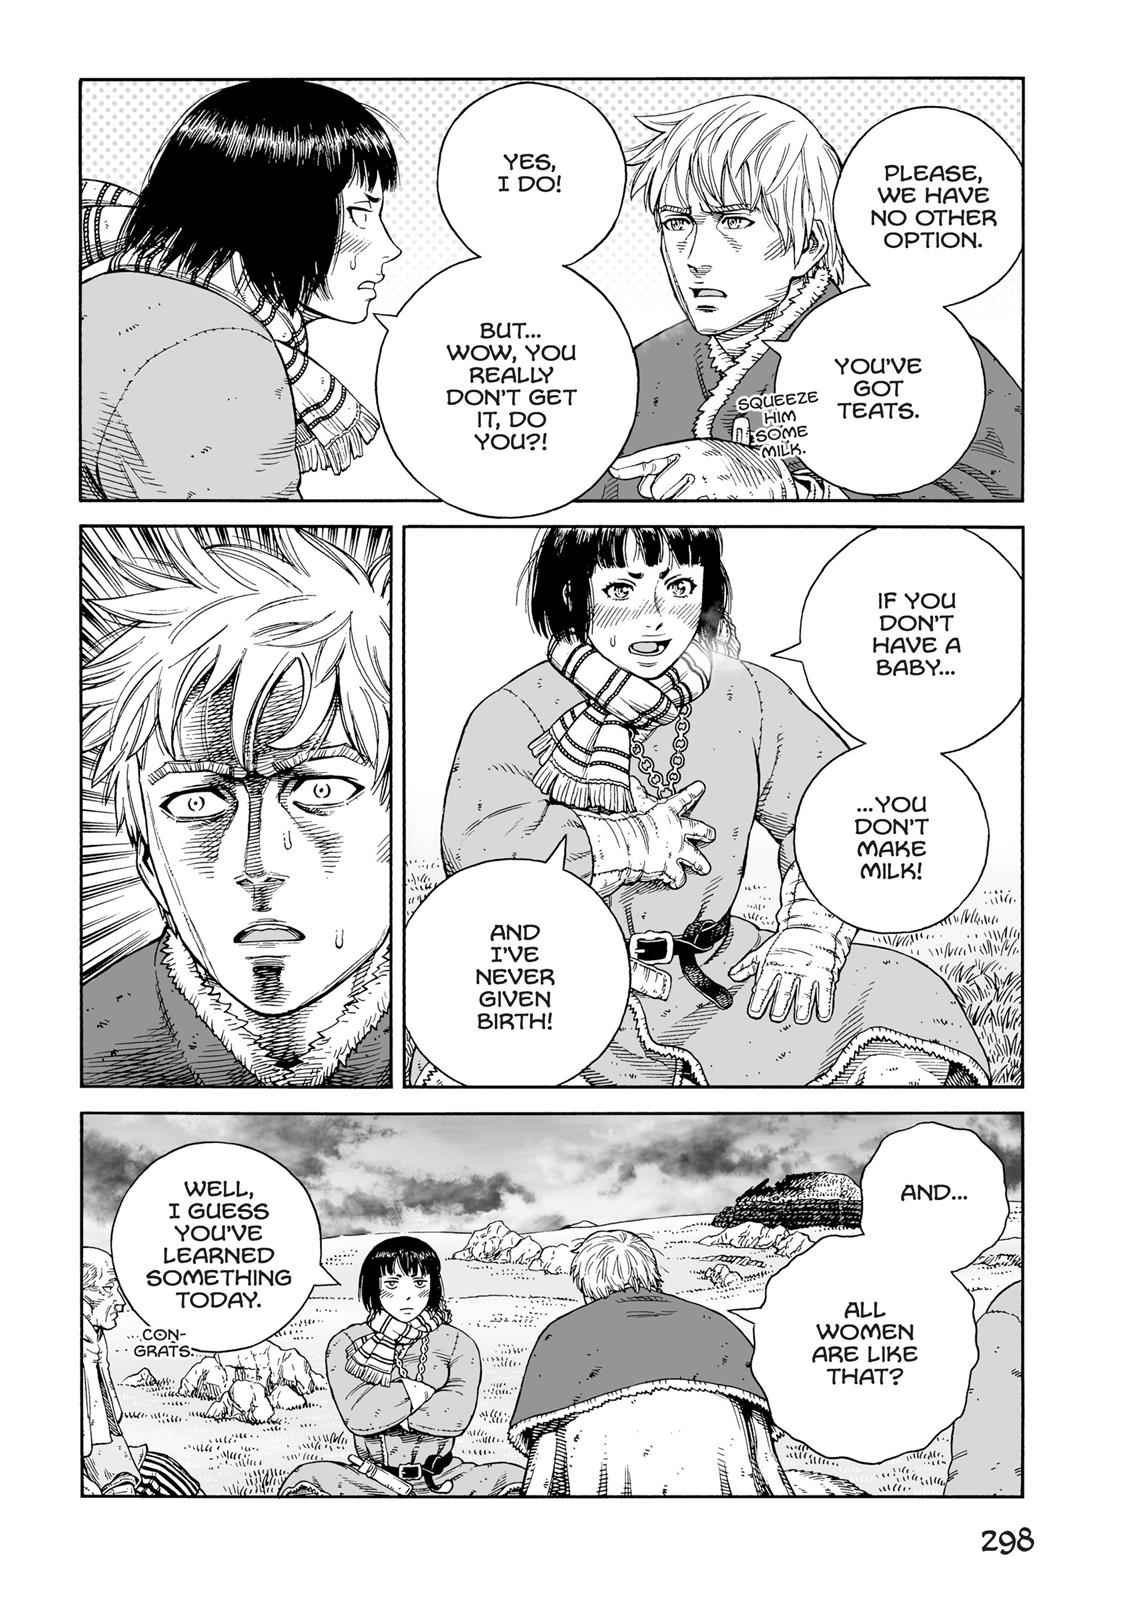 PLEASE,
WE HAVE
NO OTHER
OPTION.
YOU'VE
GOT
TEATS.
SQUEEZE
HIM
SOME
MILK.
YES,
I DO!
BUT...
WOW, YOU
REALLY
DON'T GET
IT, DO
YOU?!
IF YOU
DON'T
HAVE A
BABY...
...YOU
DON'T
MAKE
MILK!
AND
I'VE
NEVER
GIVEN
BIRTH!
AND...
ALL
WOMEN
ARE LIKE
THAT?
WELL,
I GUESS
YOU'VE
LEARNED
SOMETHING
TODAY.
CON-
GRATS.
298